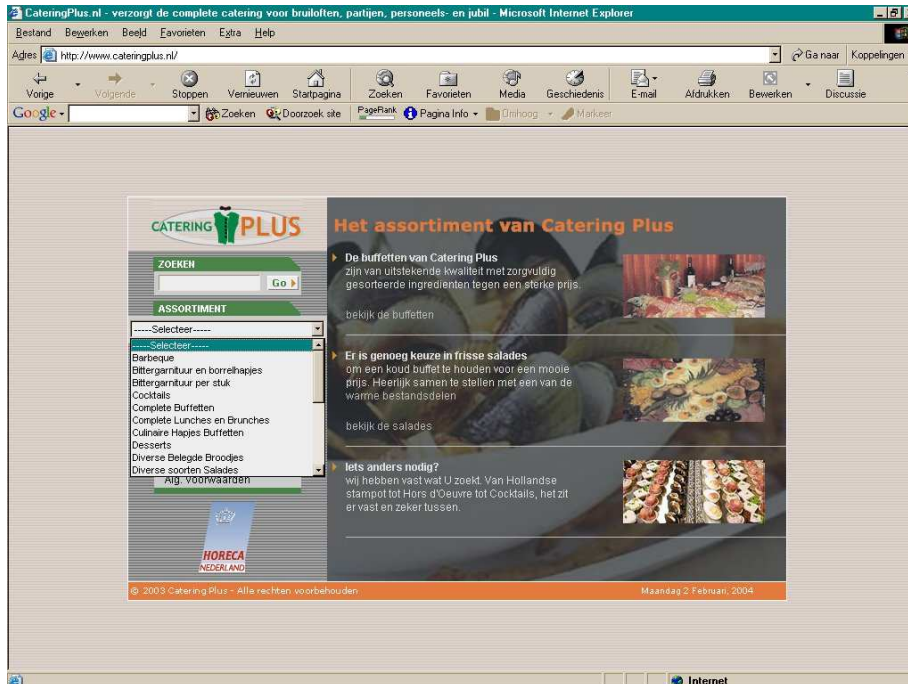 CateringPlus.nl - verzorgt de complete catering voor bruiloften, partijen, personeels- en jubil - Microsoft Internet Explorer
Bestand Bewerken Beeld Favorieten Extra Help
Adres http://www.cateringplus.nl/ Ga naar Koppelingen
Vorige Volgende Stoppen Vernieuwen Startpagina Zoeken Favorieten Media Geschiedenis E-mail Afdrukken Bewerken Discussie
Google Zoeken Doorzoek site PageRank Pagina Info Omhoog Markeer
CATERING PLUS
ZOEKEN
Go
ASSORTIMENT
-----Selecteer-----
-----Selecteer-----
Barbeque
Bittergarnituur en borrelhapjes
Bittergarnituur per stuk
Cocktails
Complete Buffetten
Complete Lunches en Brunches
Culinaire Hapjes Buffetten
Desserts
Diverse Belegde Broodjes
Diverse soorten Salades
Alg. Voorwaarden
HORECA
NEDERLAND
Het assortiment van Catering Plus
De buffetten van Catering Plus
zijn van uitstekende kwaliteit met zorgvuldig
gesorteerde ingredienten tegen een sterke prijs.
bekijk de buffetten
Er is genoeg keuze in frisse salades
om een koud buffet te houden voor een mooie
prijs. Heerlijk samen te stellen met een van de
warme bestandsdelen
bekijk de salades
Iets anders nodig?
wij hebben vast wat U zoekt. Van Hollandse
stampot tot Hors d'Oeuvre tot Cocktails, het zit
er vast en zeker tussen.
© 2003 Catering Plus - Alle rechten voorbehouden Maandag 2 Februari, 2004
Internet